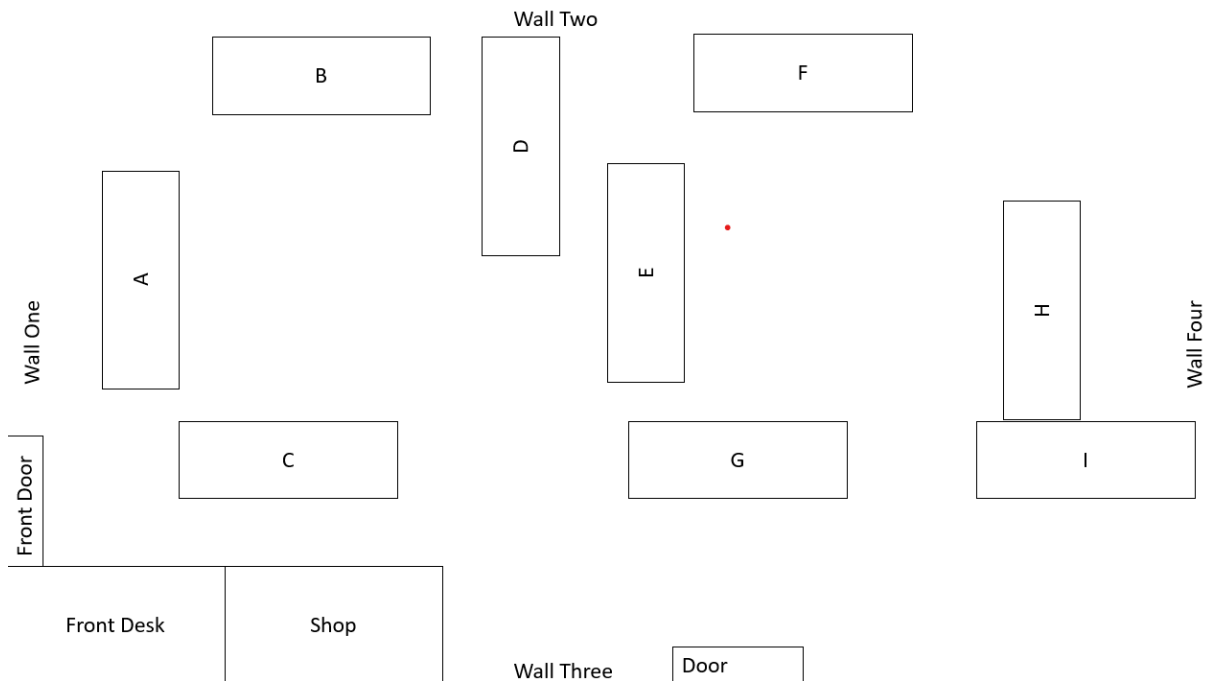 Wall Two
B
F
D
A
E
H
Wall One
Wall Four
C
G
I
Front Door
Front Desk
Shop
Wall Three
Door